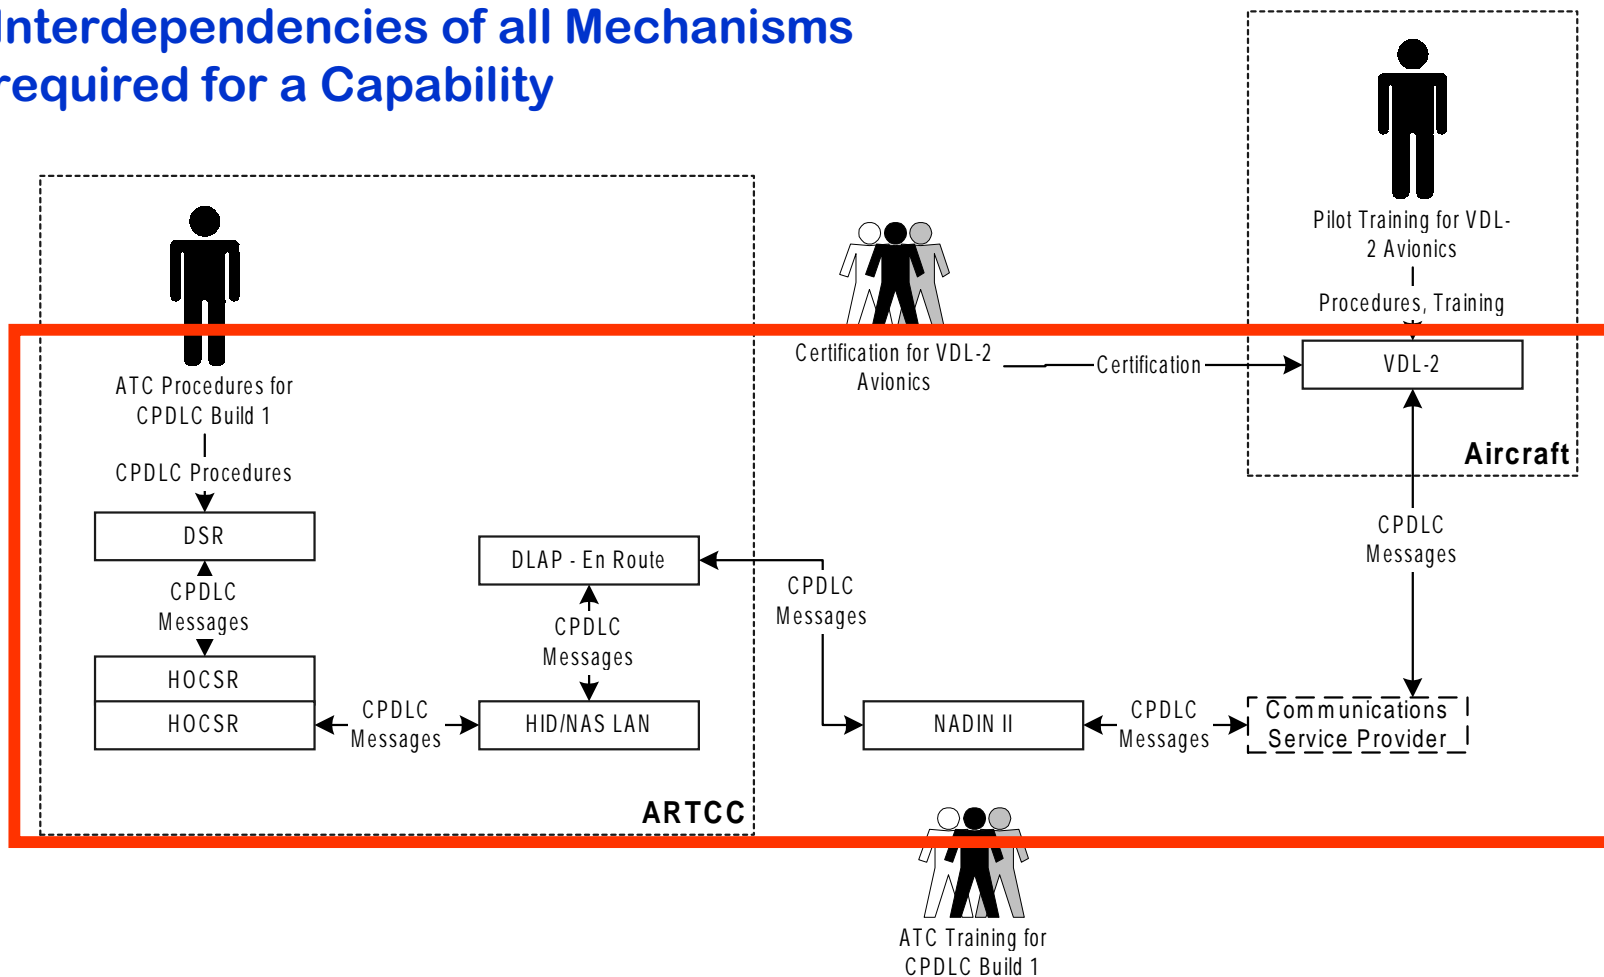 Interdependencies of all Mechanisms
required for a Capability
Pilot Training for VDL-
2 Avionics
Procedures, Training
Certification for VDL-2
Avionics
Certification
VDL-2
Aircraft
ATC Procedures for
CPDLC Build 1
CPDLC Procedures
DSR
CPDLC
Messages
HOCSR
HOCSR
CPDLC
Messages
DLAP - En Route
CPDLC
Messages
HID/NAS LAN
CPDLC
Messages
NADIN II
CPDLC
Messages
CPDLC
Messages
Communications
Service Provider
ARTCC
ATC Training for
CPDLC Build 1